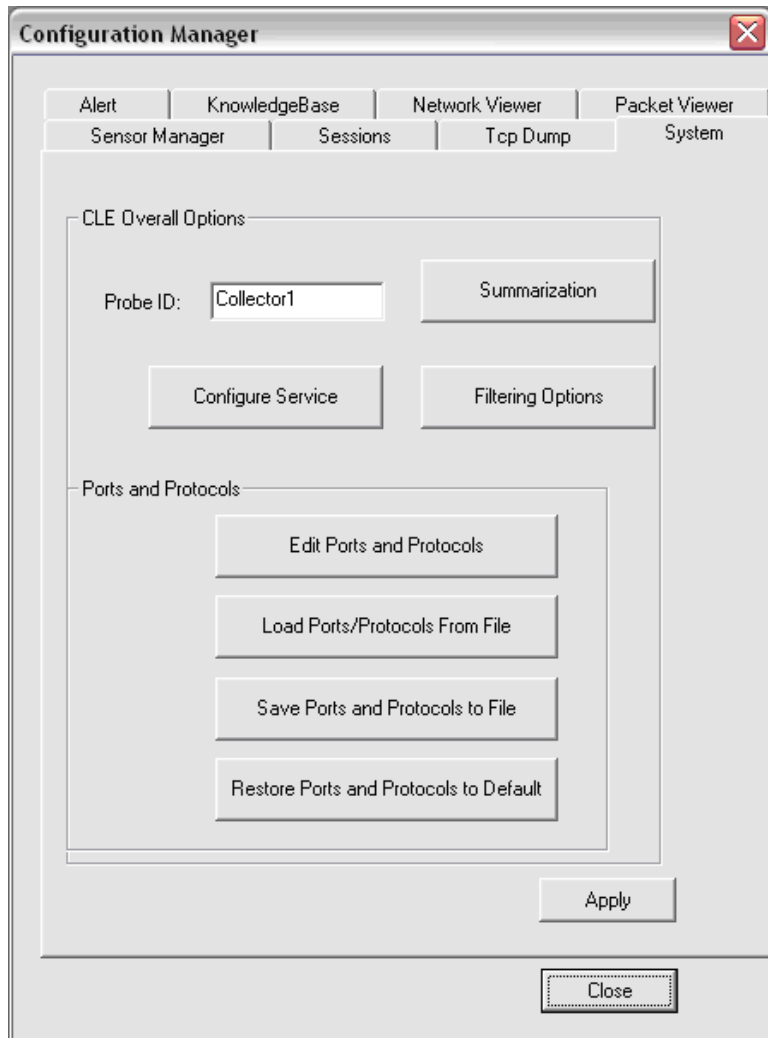 Configuration Manager
Alert KnowledgeBase Network Viewer Packet Viewer
Sensor Manager Sessions Tcp Dump System
CLE Overall Options
Probe ID: Collector1 Summarization
Configure Service Filtering Options
Ports and Protocols
Edit Ports and Protocols
Load Ports/Protocols From File
Save Ports and Protocols to File
Restore Ports and Protocols to Default
Apply
Close